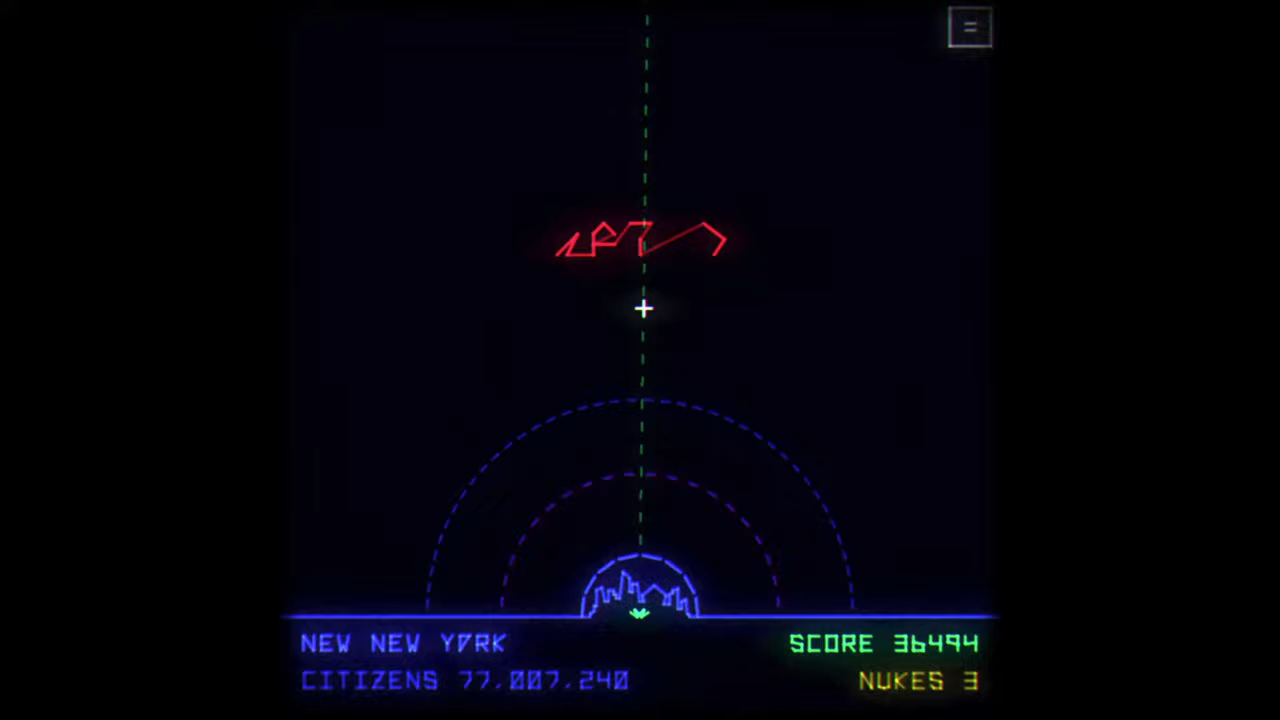 NEW NEW YORK
SCORE 36494
CITIZENS 77,007,240
NUKES 3